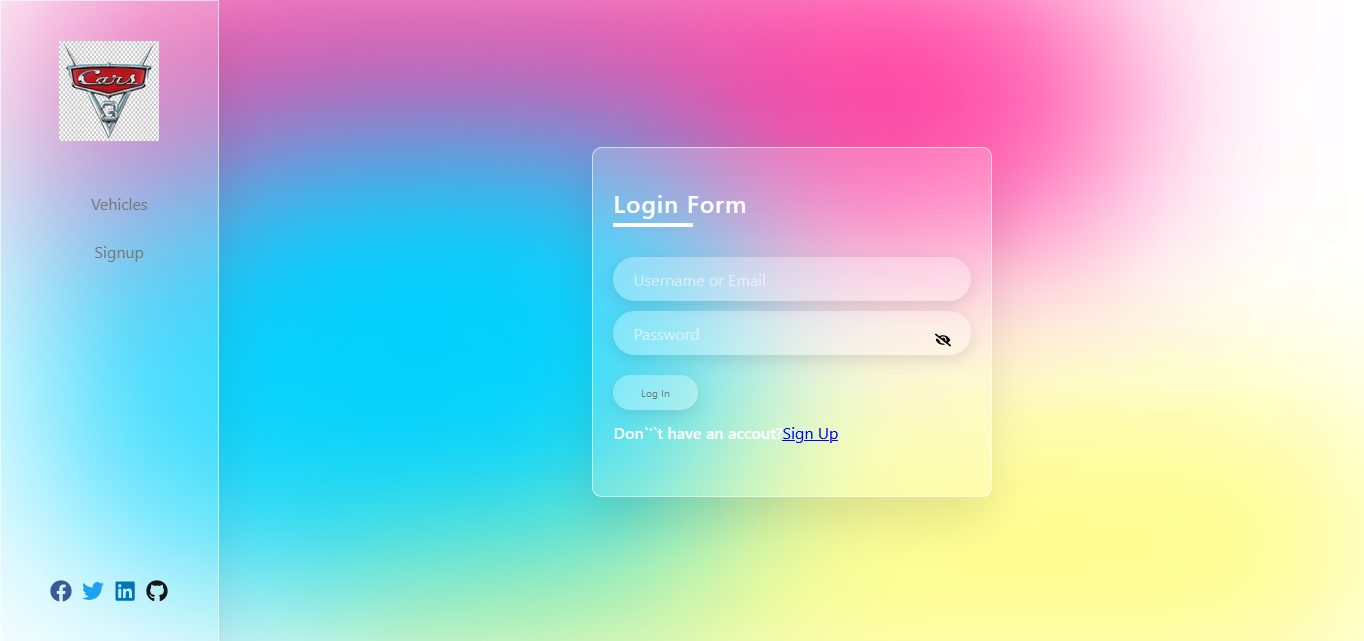 Cars
3
Vehicles
Signup
Login Form
Username or Email
Password
Log In
Don`'`t have an accout?Sign Up